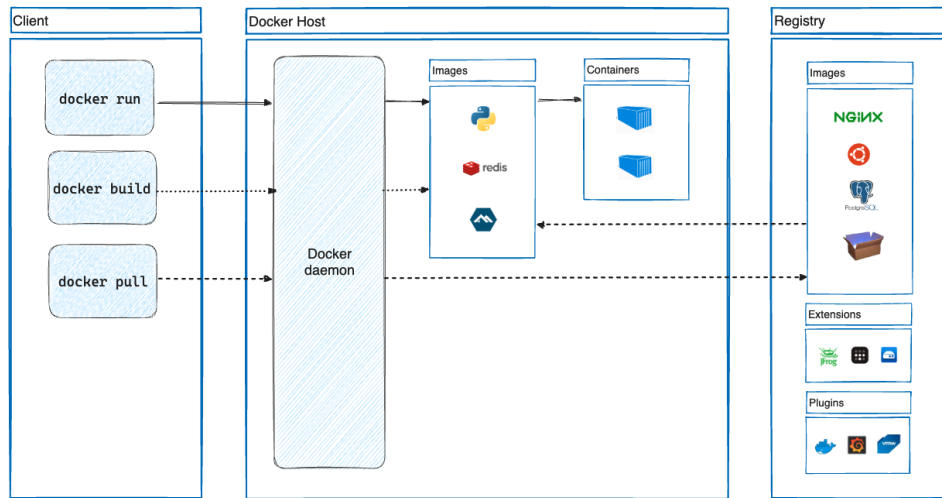 Client
docker run
docker build
docker pull
Docker Host
Docker
daemon
Images
redis
Containers
Registry
Images
NGINX
PostgreSQL
Extensions
JFrog
Plugins
vmw